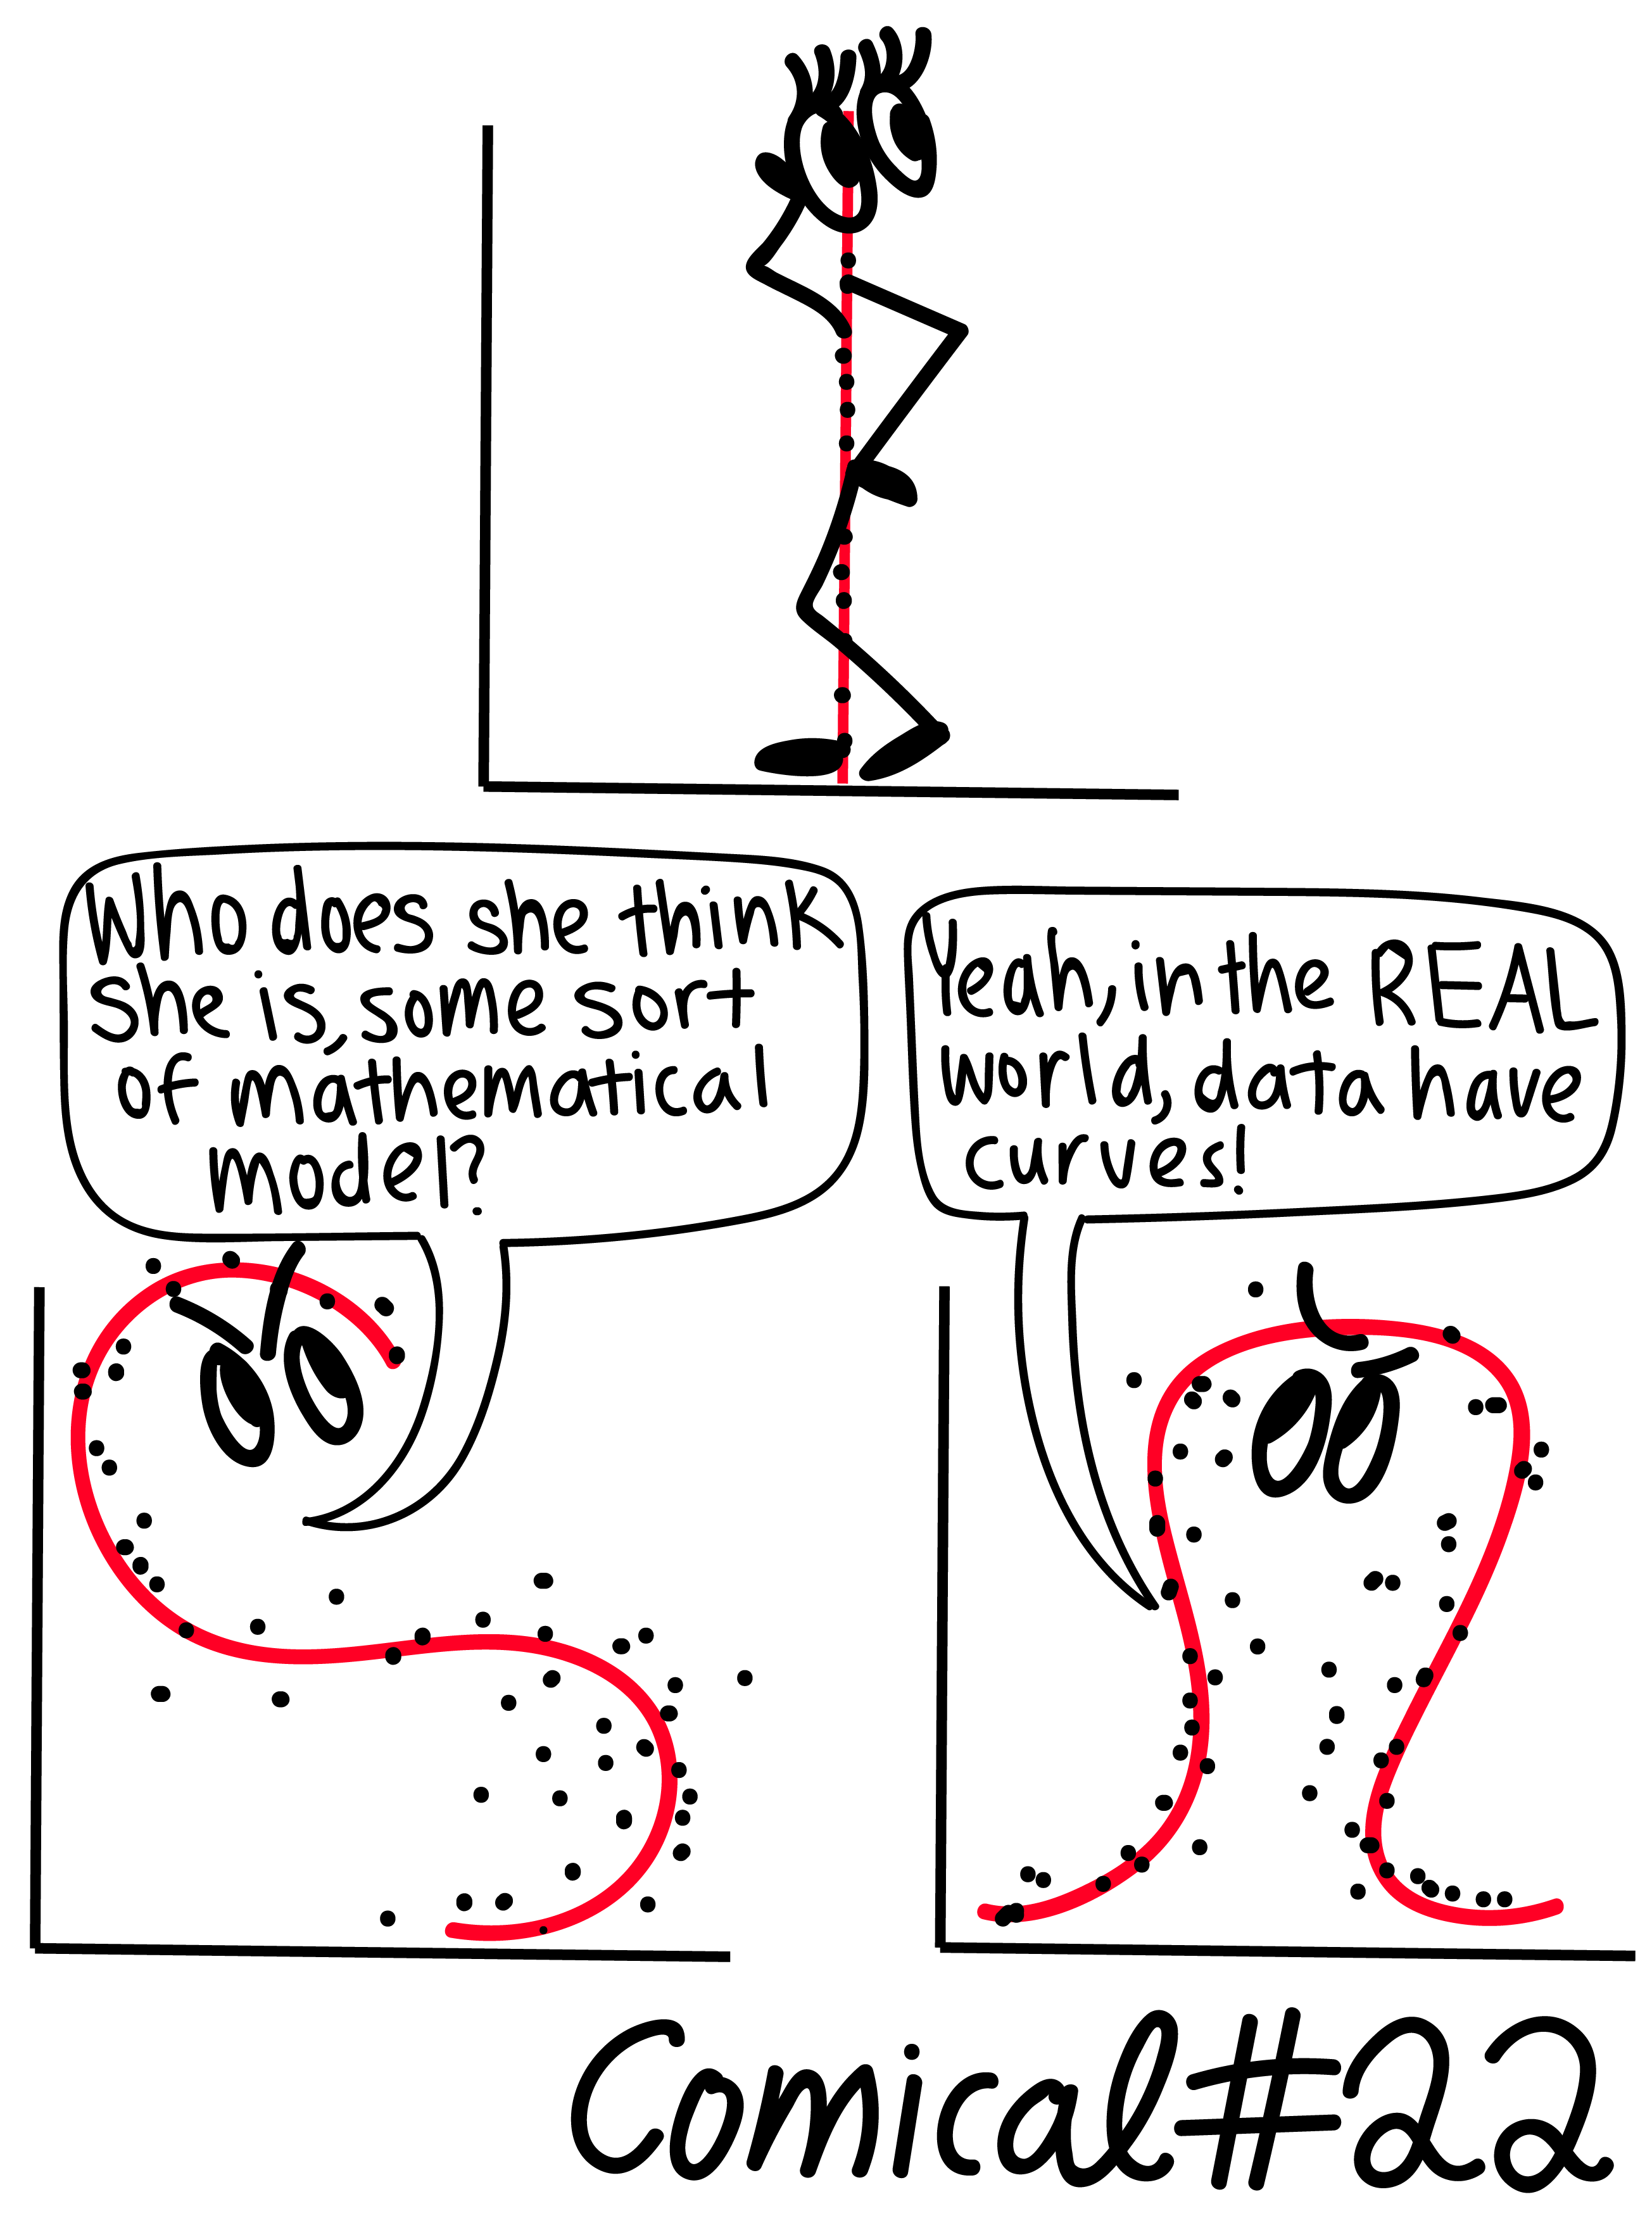 Who does she think
she is, some sort
of mathematical
model?
Yeah, in the REAL
world, data have
curves!
Comical #22